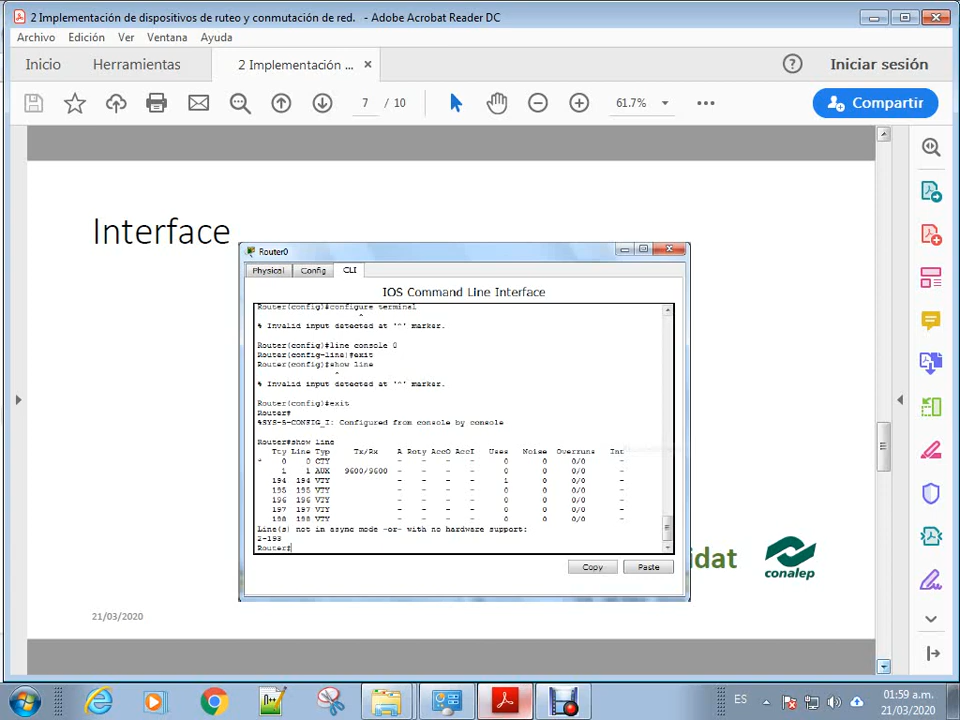 2 Implementación de dispositivos de ruteo y conmutación de red. - Adobe Acrobat Reader DC
Archivo Edición Ver Ventana Ayuda
Inicio Herramientas 2 Implementación ... × Iniciar sesión
7 / 10 61.7% Compartir
Interface
Router0
Physical Config CLI
IOS Command Line Interface
Router(config)#configure terminal
^
% Invalid input detected at '^' marker.
Router(config)#line console 0
Router(config-line)#exit
Router(config)#show line
^
% Invalid input detected at '^' marker.
Router(config)#exit
Router#
%SYS-5-CONFIG_I: Configured from console by console
Router#show line
Tty Line Typ Tx/Rx A Roty AccO AccI Uses Noise Overruns Int
* 0 0 CTY - - - - 0 0 0/0 -
1 1 AUX 9600/9600 - - - - 0 0 0/0 -
194 194 VTY - - - - 1 0 0/0 -
195 195 VTY - - - - 0 0 0/0 -
196 196 VTY - - - - 0 0 0/0 -
197 197 VTY - - - - 0 0 0/0 -
198 198 VTY - - - - 0 0 0/0 -
Line(s) not in async mode -or- with no hardware support:
2-193
Router#
Copy Paste
idat conalep
21/03/2020
ES 01:59 a.m.
21/03/2020